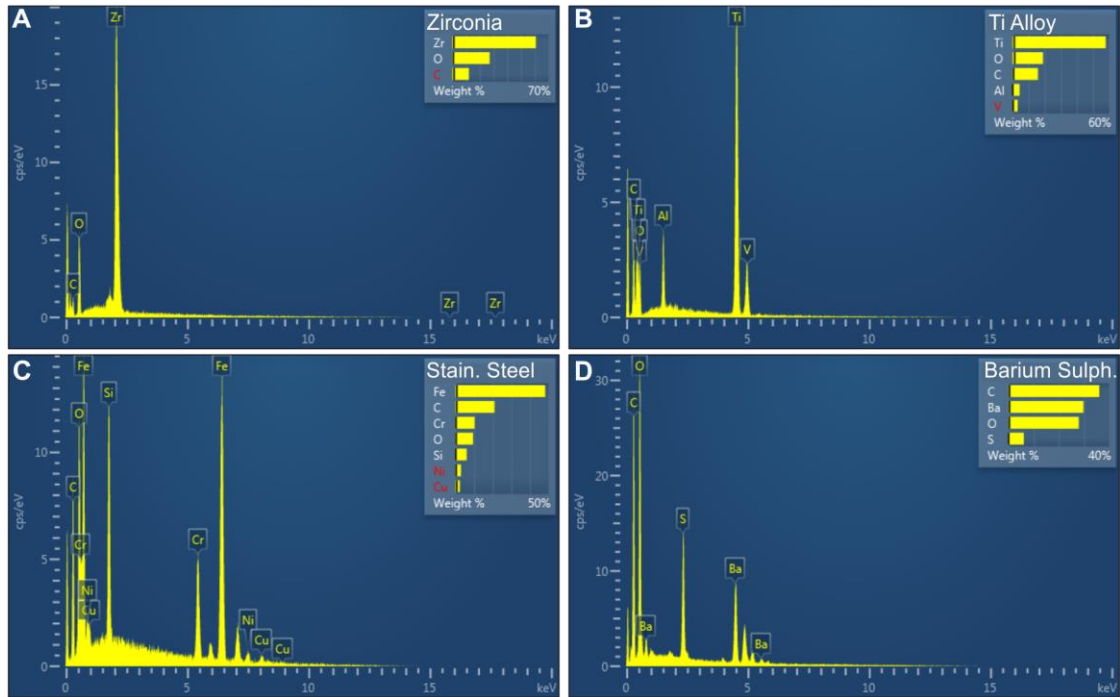 A
Zirconia
Zr
O
C
Weight % 70%
Zr
O
C
Zr Zr
cps/eV
15
10
5
0
0 5 10 15 keV
B
Ti Alloy
Ti
O
C
Al
V
Weight % 60%
Ti
C
Ti
O
V
Al
V
cps/eV
10
5
0
0 5 10 15 keV
C
Stain. Steel
Fe
C
Cr
O
Si
Ni
Cu
Weight % 50%
Fe
Fe
Si
O
C
Cr
Cr
Ni
Cu
Ni
Cu
Cu
cps/eV
10
5
0
0 5 10 15 keV
D
Barium Sulph.
C
Ba
O
S
Weight % 40%
O
C
S
Ba
Ba
Ba
cps/eV
30
20
10
0
0 5 10 15 keV